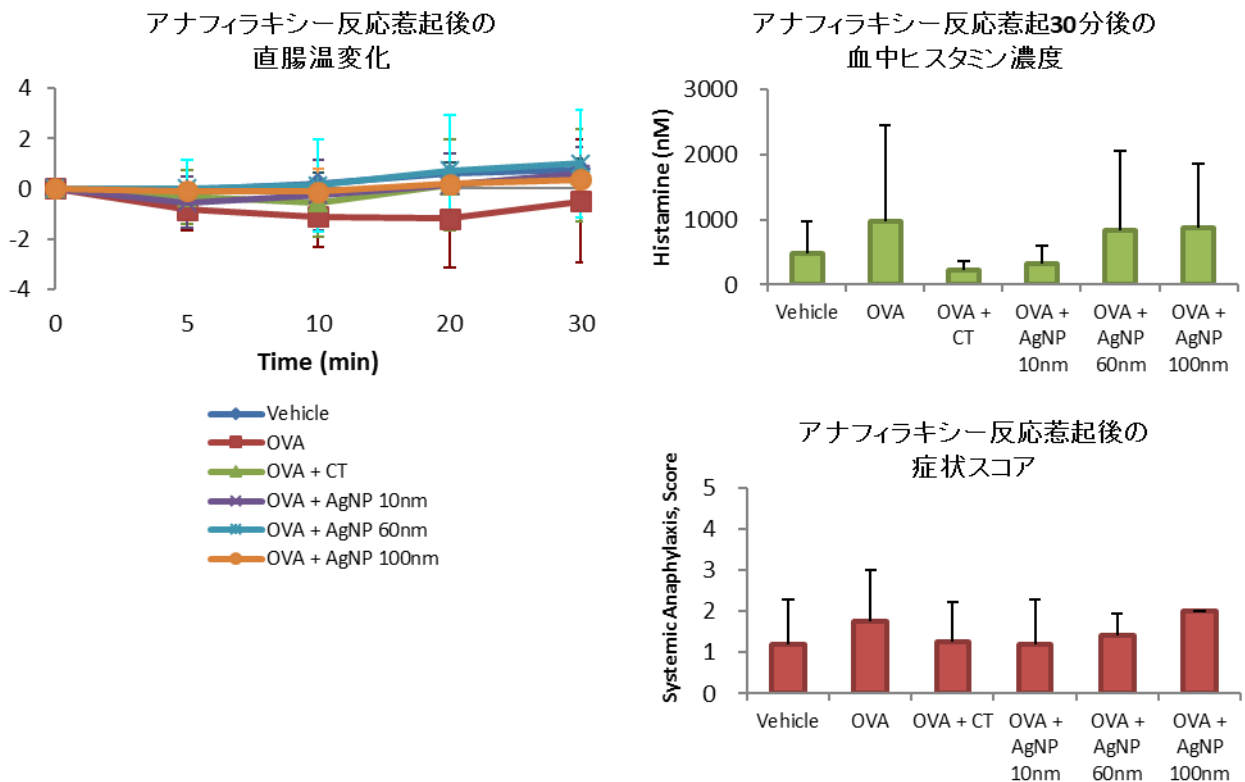 アナフィラキシー反応惹起後の
直腸温変化
4
2
0
-2
-4
0 5 10 20 30
Time (min)
Vehicle
OVA
OVA + CT
OVA + AgNP 10nm
OVA + AgNP 60nm
OVA + AgNP 100nm
アナフィラキシー反応惹起30分後の
血中ヒスタミン濃度
Histamine (nM)
3000
2000
1000
0
Vehicle OVA OVA + OVA + OVA + OVA +
CT AgNP AgNP AgNP
10nm 60nm 100nm
アナフィラキシー反応惹起後の
症状スコア
Systemic Anaphylaxis, Score
5
4
3
2
1
0
Vehicle OVA OVA + CT OVA + OVA + OVA +
AgNP AgNP AgNP
10nm 60nm 100nm